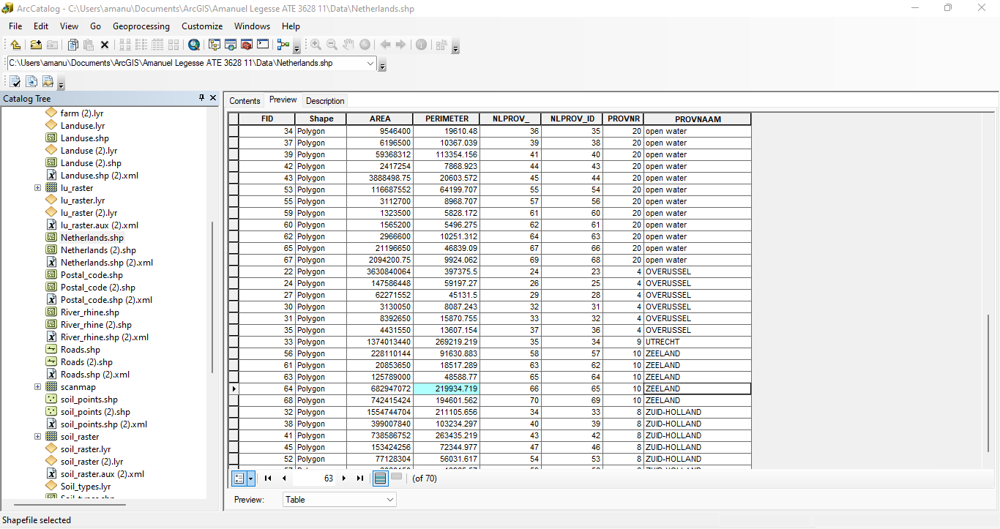 ArcCatalog - C:\Users\amanu\Documents\ArcGIS\Amanuel Legesse ATE 3628 11\Data\Netherlands.shp
File Edit View Go Geoprocessing Customize Windows Help
C:\Users\amanu\Documents\ArcGIS\Amanuel Legesse ATE 3628 11\Data\Netherlands.shp
Catalog Tree
farm (2).lyr
Landuse.lyr
Landuse.shp
Landuse (2).lyr
Landuse (2).shp
Landuse.shp (2).xml
lu_raster
lu_raster.lyr
lu_raster (2).lyr
lu_raster.aux (2).xml
Netherlands.shp
Netherlands (2).shp
Netherlands.shp (2).xml
Postal_code.shp
Postal_code (2).shp
Postal_code.shp (2).xml
River_rhine.shp
River_rhine (2).shp
River_rhine.shp (2).xml
Roads.shp
Roads (2).shp
Roads.shp (2).xml
scanmap
soil_points.shp
soil_points (2).shp
soil_points.shp (2).xml
soil_raster
soil_raster.lyr
soil_raster (2).lyr
soil_raster.aux (2).xml
Soil_types.lyr
Contents Preview Description
FID Shape AREA PERIMETER NLPROV_ NLPROV_ID PROVNR PROVNAAM
34 Polygon 9546400 19610.48 36 35 20 open water
37 Polygon 6196500 10367.039 39 38 20 open water
39 Polygon 59368312 113354.156 41 40 20 open water
42 Polygon 2417254 7868.923 44 43 20 open water
43 Polygon 3888498.75 20603.572 45 44 20 open water
53 Polygon 116687552 64199.707 55 54 20 open water
55 Polygon 3112700 8968.707 57 56 20 open water
59 Polygon 1323500 5828.172 61 60 20 open water
60 Polygon 1565200 5496.275 62 61 20 open water
62 Polygon 2966600 10251.312 64 63 20 open water
65 Polygon 21196650 46839.09 67 66 20 open water
67 Polygon 2094200.75 9924.062 69 68 20 open water
22 Polygon 3630840064 397375.5 24 23 4 OVERIJSSEL
24 Polygon 147586448 59197.27 26 25 4 OVERIJSSEL
27 Polygon 62271552 45131.5 29 28 4 OVERIJSSEL
30 Polygon 3130050 8087.243 32 31 4 OVERIJSSEL
31 Polygon 8392650 15870.755 33 32 4 OVERIJSSEL
35 Polygon 4431550 13607.154 37 36 4 OVERIJSSEL
33 Polygon 1374013440 269219.219 35 34 9 UTRECHT
56 Polygon 228110144 91630.883 58 57 10 ZEELAND
61 Polygon 20853650 18517.289 63 62 10 ZEELAND
63 Polygon 125789000 48588.77 65 64 10 ZEELAND
64 Polygon 682947072 219934.719 66 65 10 ZEELAND
68 Polygon 742415424 194601.562 70 69 10 ZEELAND
32 Polygon 1554744704 211105.656 34 33 8 ZUID-HOLLAND
38 Polygon 399007840 103234.297 40 39 8 ZUID-HOLLAND
41 Polygon 738586752 263435.219 43 42 8 ZUID-HOLLAND
45 Polygon 153424256 72344.977 47 46 8 ZUID-HOLLAND
52 Polygon 77128304 56031.617 54 53 8 ZUID-HOLLAND
63 (of 70)
Preview: Table
Shapefile selected